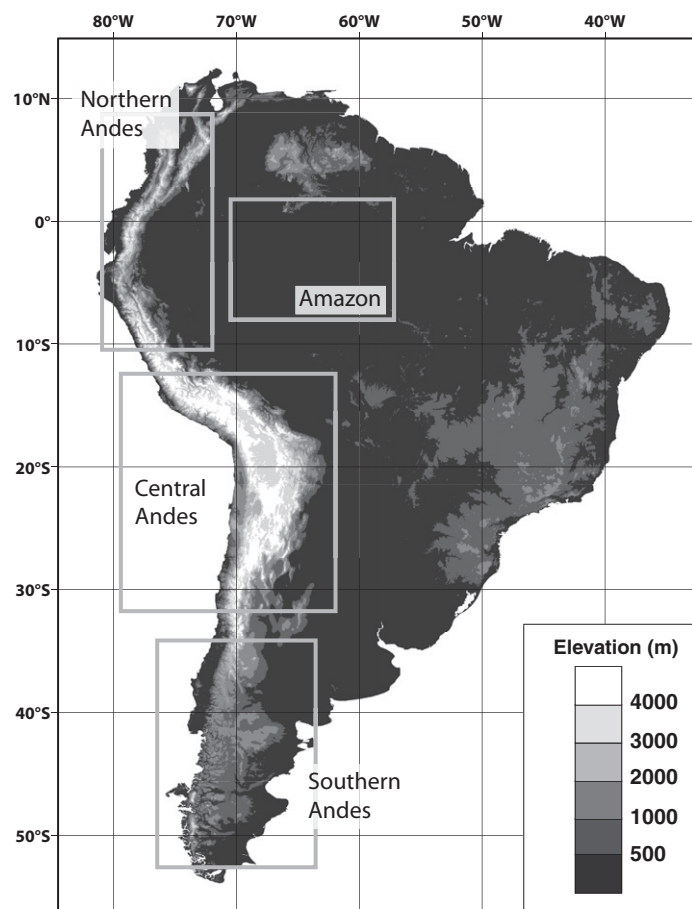 80°W 70°W 60°W 50°W 40°W
10°N
Northern
Andes
0°
Amazon
10°S
20°S
Central
Andes
30°S
Elevation (m)
4000
40°S
3000
2000
Southern
Andes
1000
50°S
500